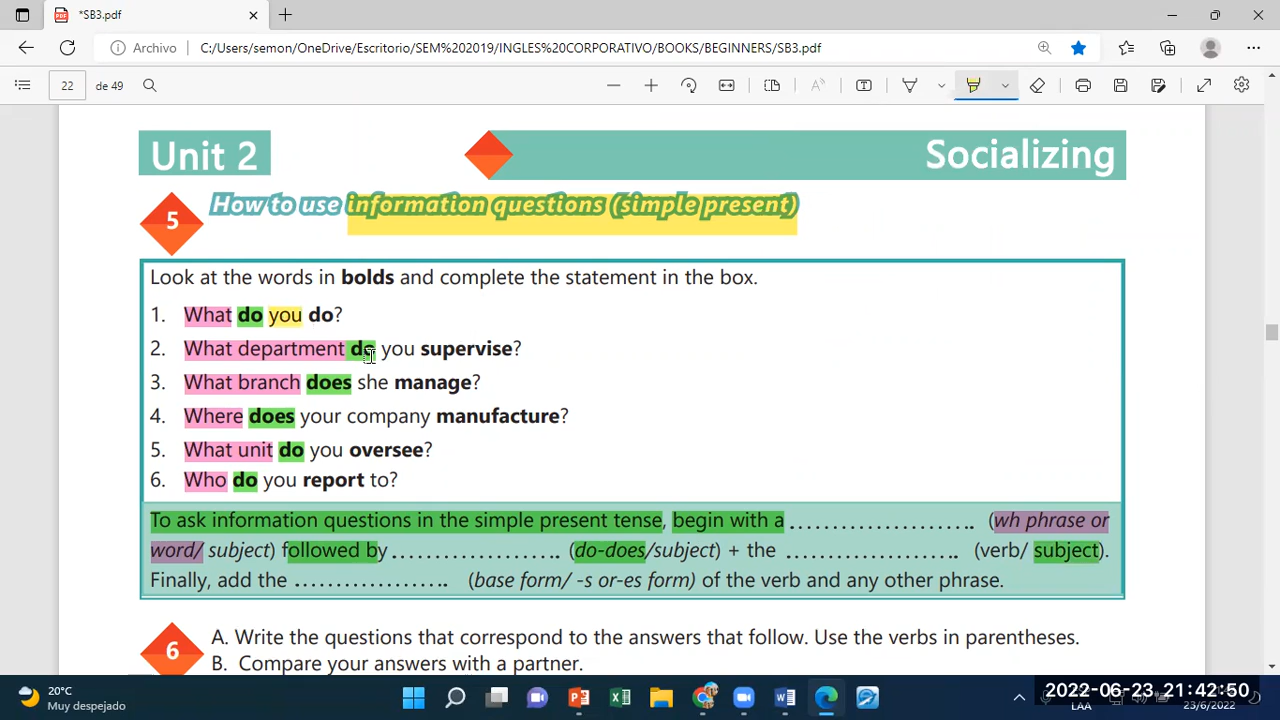 *SB3.pdf
Archivo
C:/Users/semon/OneDrive/Escritorio/SEM%202019/INGLES%20CORPORATIVO/BOOKS/BEGINNERS/SB3.pdf
22
de 49
Unit 2
Socializing
5
How to use information questions (simple present)
Look at the words in bolds and complete the statement in the box.
1. What do you do?
2. What department do you supervise?
3. What branch does she manage?
4. Where does your company manufacture?
5. What unit do you oversee?
6. Who do you report to?
To ask information questions in the simple present tense, begin with a ...................... (wh phrase or
word/ subject) followed by .................... (do-does/subject) + the .................... (verb/ subject).
Finally, add the .................. (base form/ -s or-es form) of the verb and any other phrase.
6
A. Write the questions that correspond to the answers that follow. Use the verbs in parentheses.
B. Compare your answers with a partner.
20°C
Muy despejado
LAA
2022-06-23 21:42:50
23/6/2022